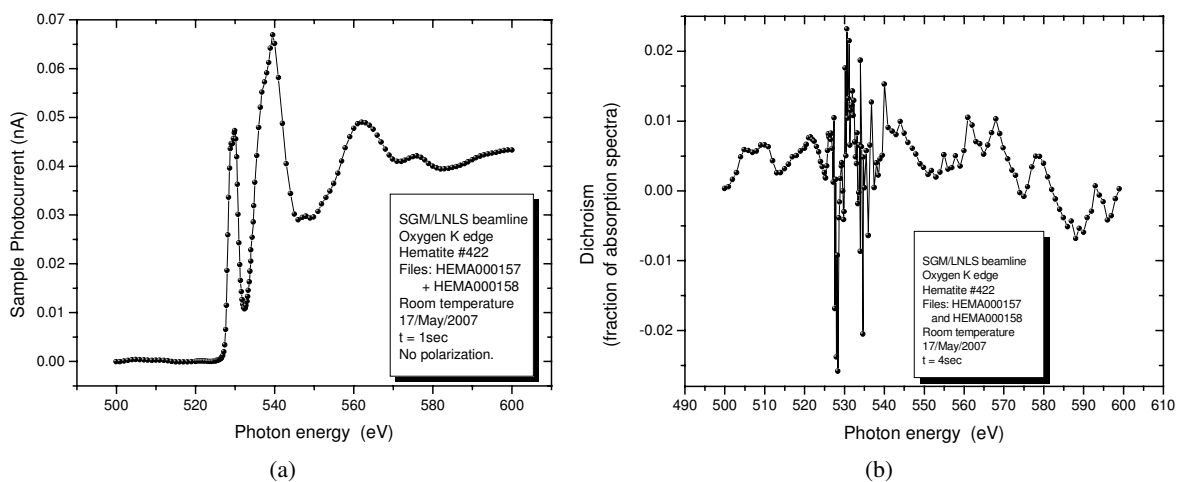 0.07
0.06
0.05
0.04
0.03
0.02
0.01
0.00
Sample Photocurrent (nA)
SGM/LNLS beamline
Oxygen K edge
Hematite #422
Files: HEMA000157
+ HEMA000158
Room temperature
17/May/2007
t = 1sec
No polarization.
500 520 540 560 580 600
Photon energy (eV)
(a)
0.02
0.01
0.00
-0.01
-0.02
Dichroism
(fraction of absorption spectra)
SGM/LNLS beamline
Oxygen K edge
Hematite #422
Files: HEMA000157
and HEMA000158
Room temperature
17/May/2007
t = 4sec
490 500 510 520 530 540 550 560 570 580 590 600 610
Photon energy (eV)
(b)